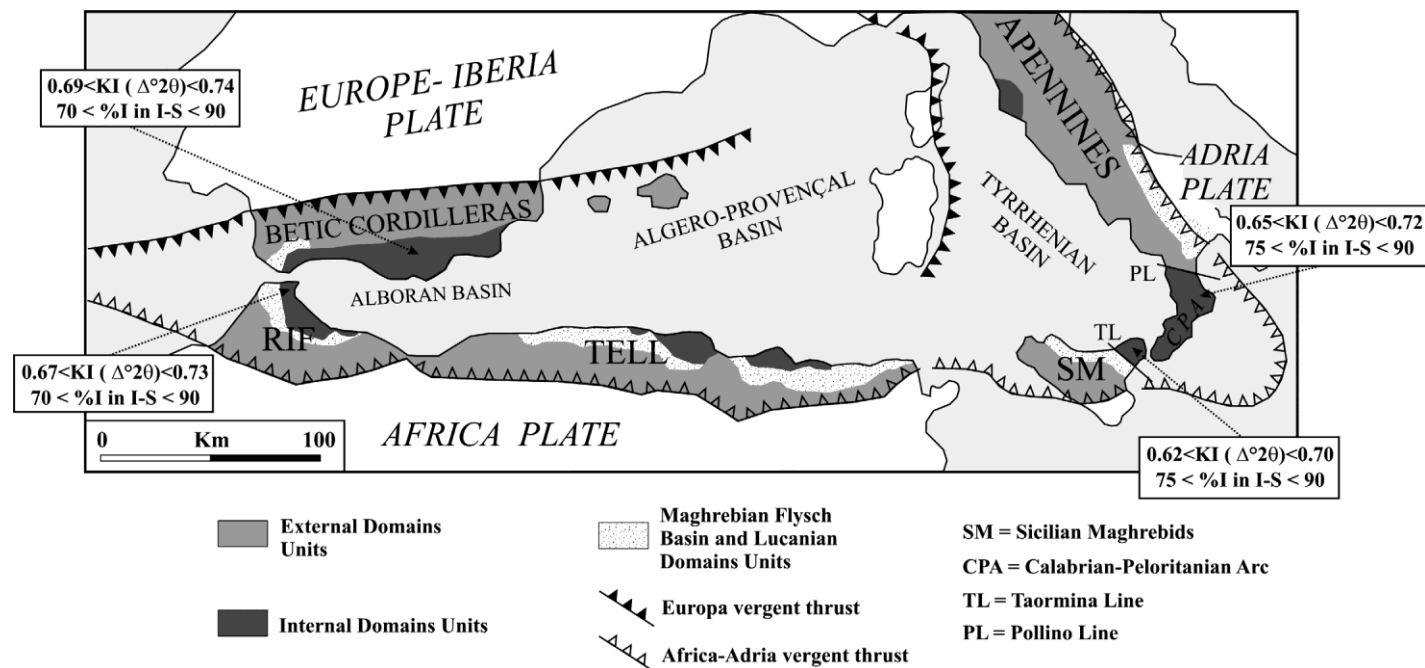 0.69<KI ( Δ°2θ)<0.74
70 < %I in I-S < 90
EUROPE- IBERIA
PLATE
APENNINES
ADRIA
PLATE
BETIC CORDILLERAS
ALGERO-PROVENÇAL
BASIN
TYRRHENIAN
BASIN
0.65<KI ( Δ°2θ)<0.72
75 < %I in I-S < 90
PL
ALBORAN BASIN
CPA
TL
RIF
TELL
SM
0.67<KI ( Δ°2θ)<0.73
70 < %I in I-S < 90
AFRICA PLATE
0 Km 100
0.62<KI ( Δ°2θ)<0.70
75 < %I in I-S < 90
External Domains
Units
Internal Domains Units
Maghrebian Flysch
Basin and Lucanian
Domains Units
Europa vergent thrust
Africa-Adria vergent thrust
SM = Sicilian Maghrebids
CPA = Calabrian-Peloritanian Arc
TL = Taormina Line
PL = Pollino Line